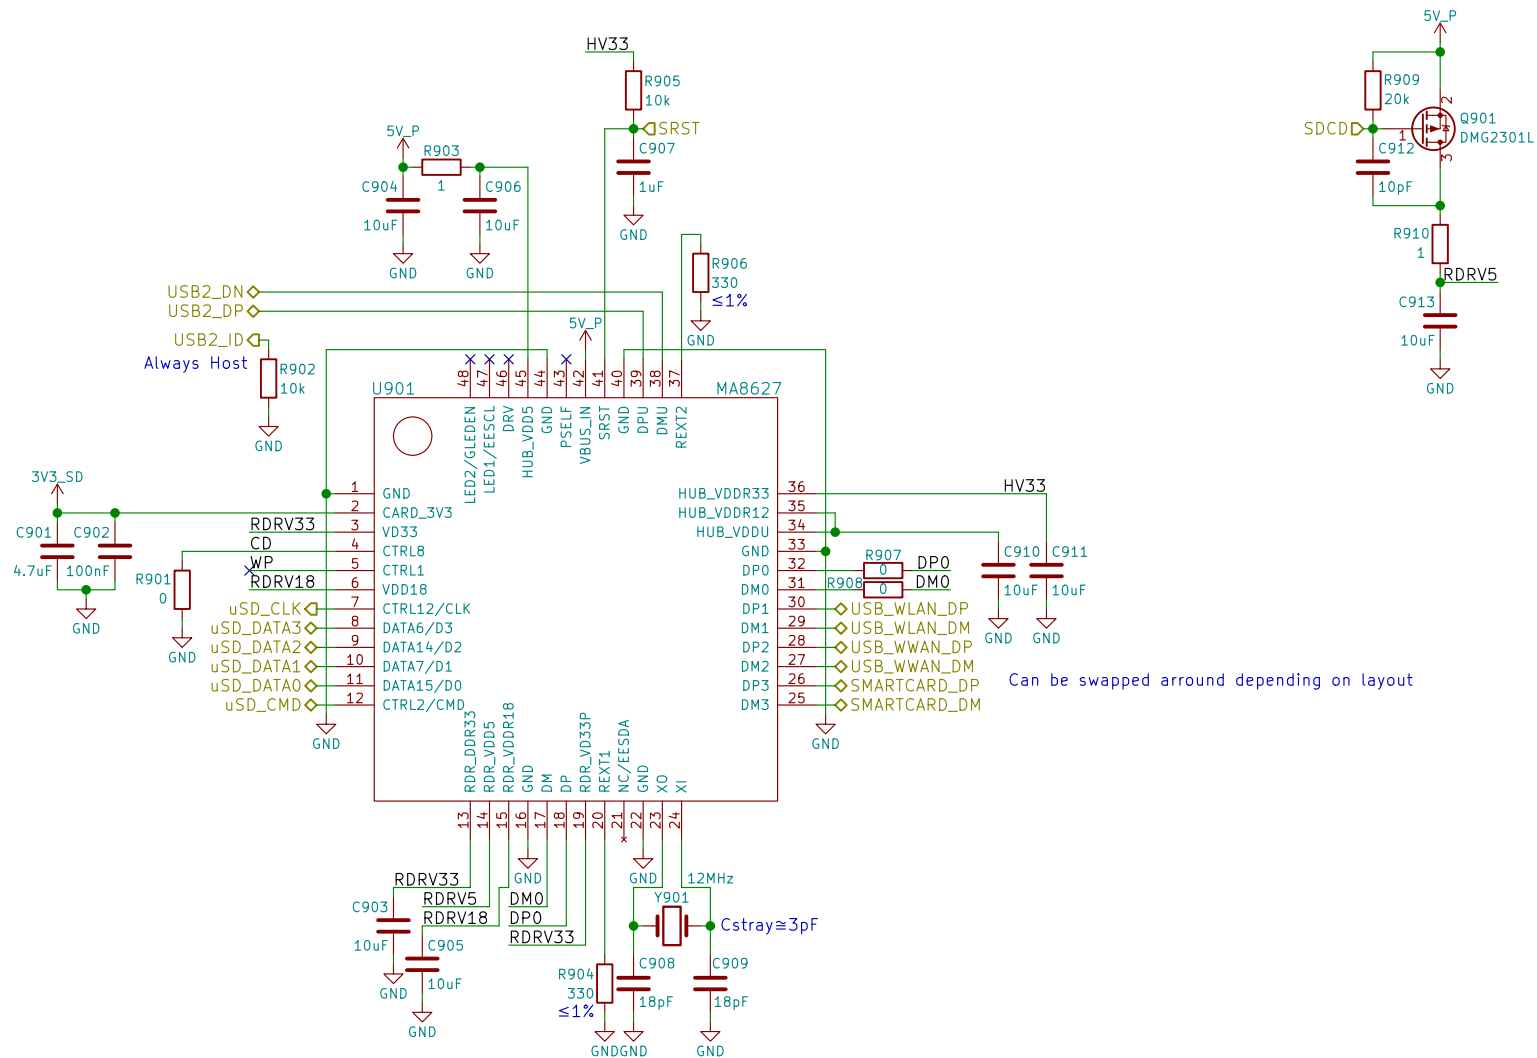 5V_P
HV33
R905
10k
SRST
C907
1uF
GND
R909
20k
SDCD
2
1
3
Q901
DMG2301L
C912
10pF
R910
1
RDRV5
C913
10uF
GND
5V_P
R903
1
C904
10uF
GND
C906
10uF
GND
R906
330
≤1%
GND
USB2_DN
USB2_DP
USB2_ID
Always Host
R902
10k
GND
5V_P
U901
MA8627
48
47
46
45
44
43
42
41
40
39
38
37
LED2/GLEDEN
LED1/EESCL
DRV
HUB_VDD5
GND
PSELF
VBUS_IN
SRST
GND
DPU
DMU
REXT2
3V3_SD
C901
4.7uF
C902
100nF
GND
R901
0
GND
RDRV33
CD
WP
RDRV18
uSD_CLK
uSD_DATA3
uSD_DATA2
uSD_DATA1
uSD_DATA0
uSD_CMD
GND
1 GND
2 CARD_3V3
3 VD33
4 CTRL8
5 CTRL1
6 VDD18
7 CTRL12/CLK
8 DATA6/D3
9 DATA14/D2
10 DATA7/D1
11 DATA15/D0
12 CTRL2/CMD
HUB_VDDR33 36
HUB_VDDR12 35
HUB_VDDU 34
GND 33
DP0 32
DM0 31
DP1 30
DM1 29
DP2 28
DM2 27
DP3 26
DM3 25
HV33
R907
0
DP0
R908
0
DM0
C910
10uF
GND
C911
10uF
GND
USB_WLAN_DP
USB_WLAN_DM
USB_WWAN_DP
USB_WWAN_DM
SMARTCARD_DP
SMARTCARD_DM
Can be swapped arround depending on layout
GND
RDR_DDR33
RDR_VDD5
RDR_VDDR18
GND
DM
DP
RDR_VD33P
REXT1
NC/EESDA
GND
XO
XI
13
14
15
16
17
18
19
20
21
22
23
24
GND
GND
RDRV33
RDRV5
RDRV18
DM0
DP0
RDRV33
C903
10uF
GND
C905
10uF
GND
12MHz
Y901
Cstray≅3pF
R904
330
≤1%
GND
C908
18pF
GND
C909
18pF
GND